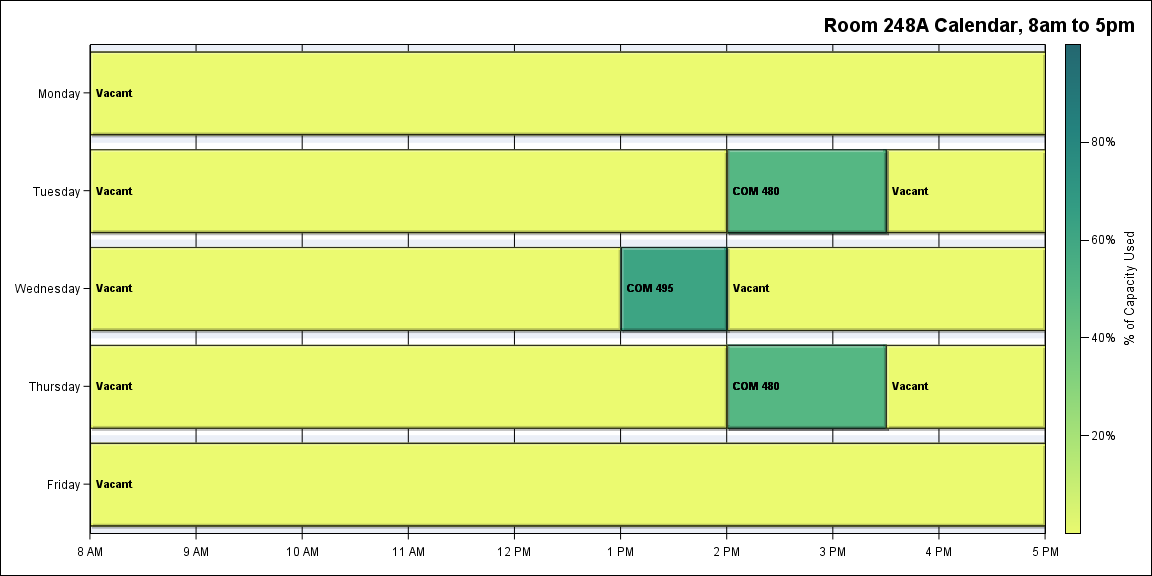 Room 248A Calendar, 8am to 5pm
Monday
Vacant
Tuesday
Vacant
COM 480
Vacant
Wednesday
Vacant
COM 495
Vacant
Thursday
Vacant
COM 480
Vacant
Friday
Vacant
8 AM
9 AM
10 AM
11 AM
12 PM
1 PM
2 PM
3 PM
4 PM
5 PM
80%
60%
40%
20%
% of Capacity Used